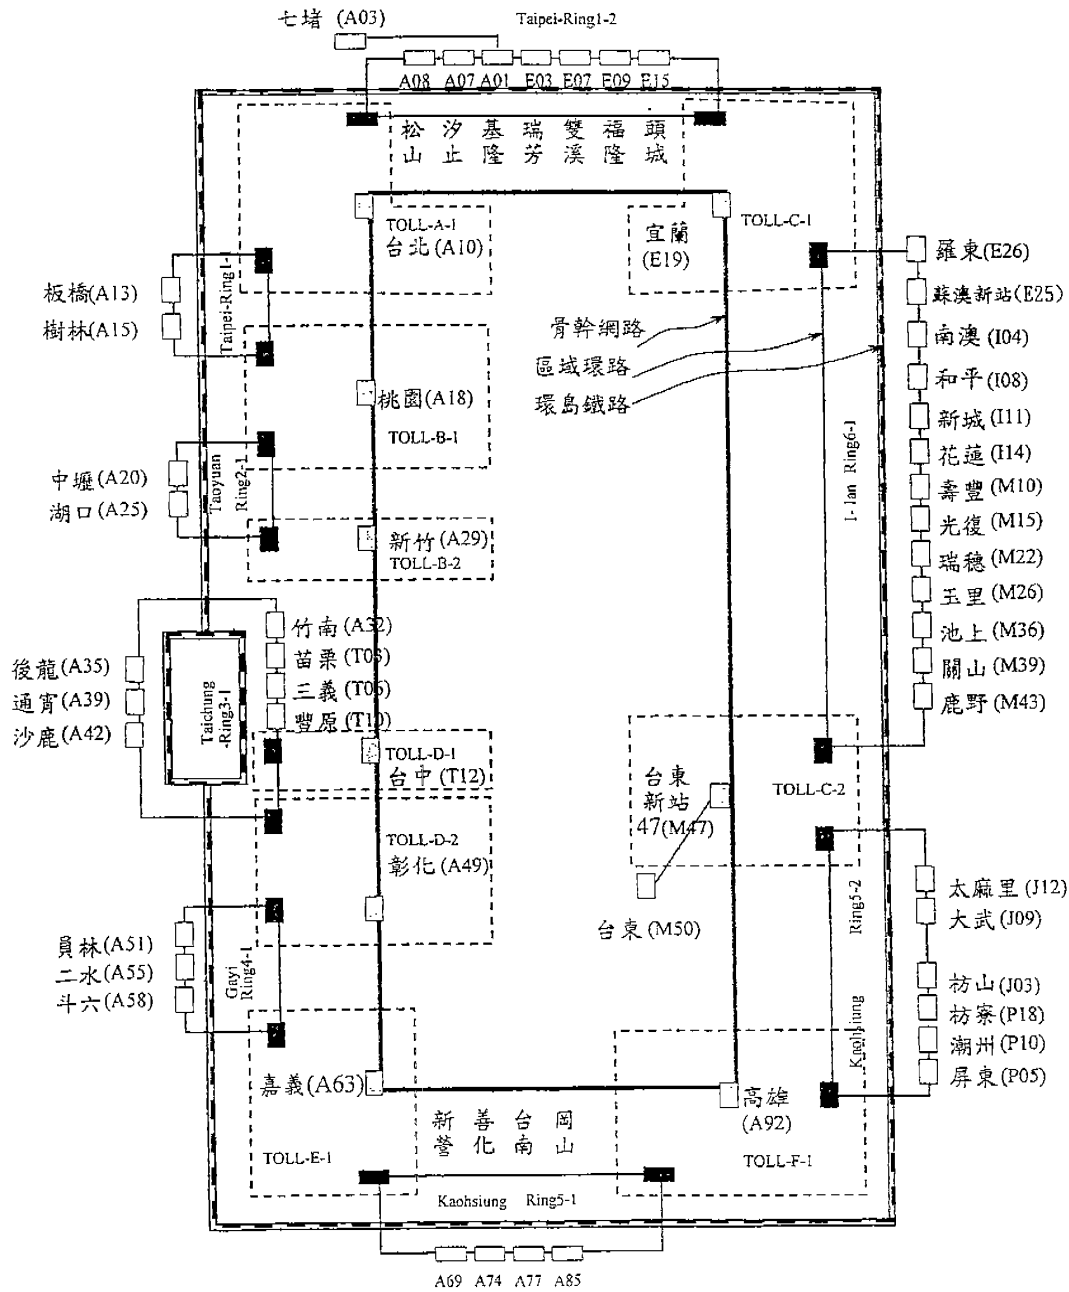 七堵 (A03)
Taipei-Ring1-2
A08 A07 A01 E03 E07 E09 E15
松山 汐止 基隆 瑞芳 雙溪 福隆 頭城
TOLL-A-1
台北(A10)
宜蘭
(E19)
TOLL-C-1
Taipei-Ring1-1
板橋(A13)
樹林(A15)
羅東(E26)
蘇澳新站(E25)
南澳(I04)
和平(I08)
新城(I11)
花蓮(I14)
壽豐(M10)
光復(M15)
瑞穗(M22)
玉里(M26)
池上(M36)
關山(M39)
鹿野(M43)
骨幹網路
區域環路
環島鐵路
I-lan Ring6-1
桃園(A18)
TOLL-B-1
中壢(A20)
湖口(A25)
Taoyuan
Ring2-1
新竹(A29)
TOLL-B-2
竹南(A32)
苗栗(T03)
三義(T05)
豐原(T10)
後龍(A35)
通宵(A39)
沙鹿(A42)
Taichung
-Ring3-1
TOLL-D-1
台中(T12)
TOLL-D-2
彰化(A49)
台東
新站
47(M47)
TOLL-C-2
台東(M50)
員林(A51)
二水(A55)
斗六(A58)
Gayi
Ring4-1
Kaohsiung Ring5-2
太麻里(J12)
大武(J09)
枋山(J03)
枋寮(P18)
潮州(P10)
屏東(P05)
嘉義(A63)
高雄
(A92)
新營 善化 台南 岡山
TOLL-E-1
TOLL-F-1
Kaohsiung Ring5-1
A69 A74 A77 A85